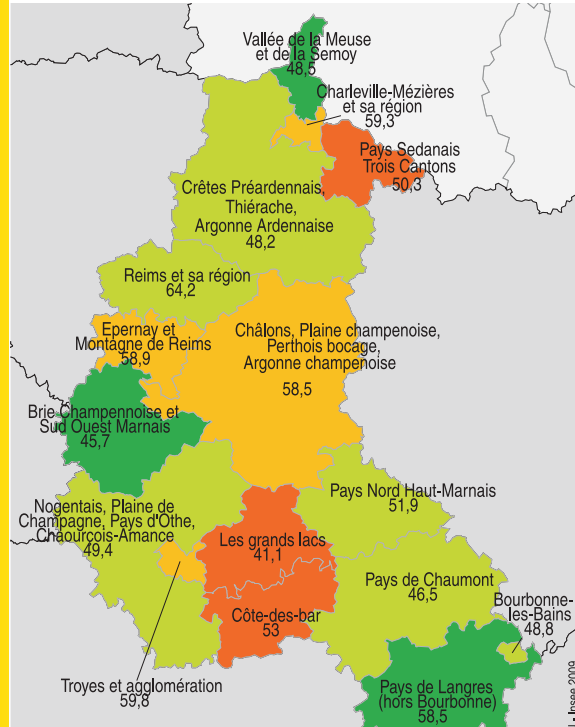 Vallée de la Meuse
et de la Semoy
48,5
Charleville-Mézières
et sa région
59,3
Pays Sedanais
Trois Cantons
50,3
Crêtes Préardennais,
Thiérache,
Argonne Ardennaise
48,2
Reims et sa région
64,2
Epernay et
Montagne de Reims
58,9
Châlons, Plaine champenoise,
Perthois bocage,
Argonne champenoise
58,5
Brie Champennoise et
Sud Ouest Marnais
45,7
Pays Nord Haut-Marnais
51,9
Nogentais, Plaine de
Champagne, Pays d'Othe,
Chaourçois-Amance
49,4
Les grands lacs
41,1
Pays de Chaumont
46,5
Côte-des-bar
53
Bourbonne-
les-Bains
48,8
Troyes et agglomération
59,8
Pays de Langres
(hors Bourbonne)
58,5
Insee 2009